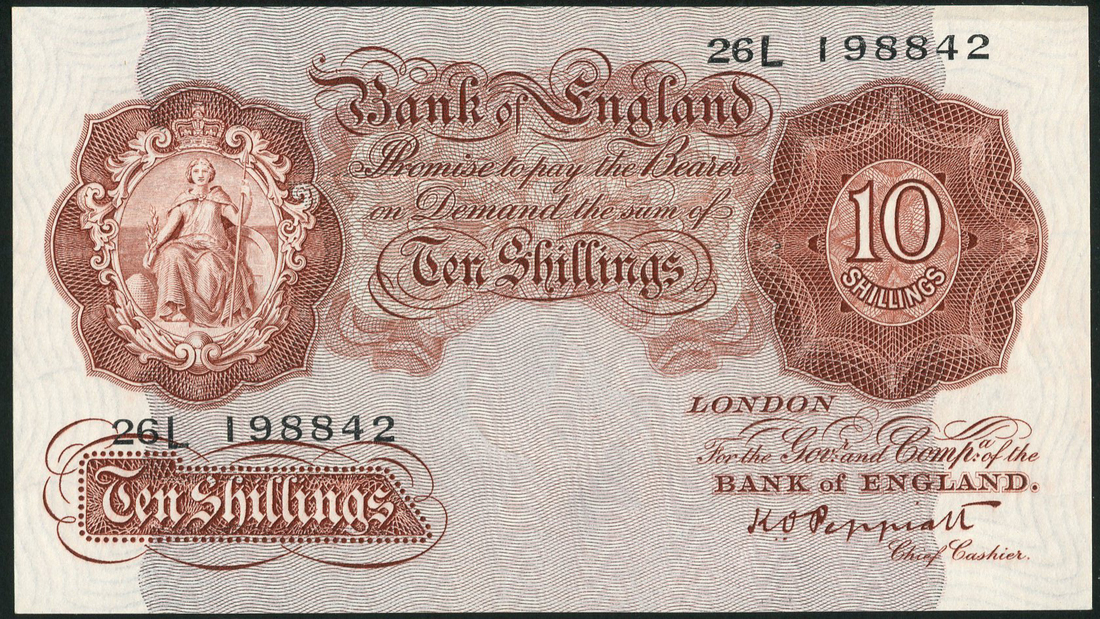 26L 198842
Bank of England
Promise to pay the Bearer
on Demand the sum of
Ten Shillings
10
SHILLINGS
26L 198842
Ten Shillings
LONDON
For the Govr. and Compa. of the
BANK of ENGLAND.
K.O. Peppiatt
Chief Cashier.